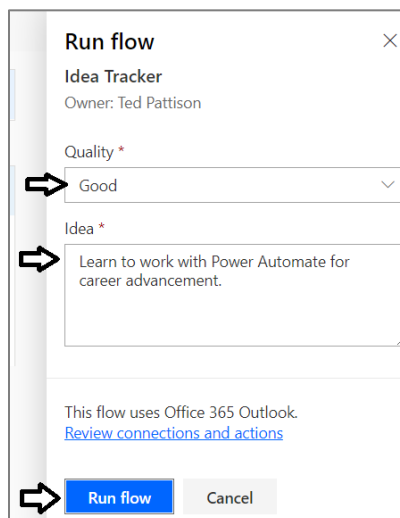 Run flow
Idea Tracker
Owner: Ted Pattison
Quality *
Good
Idea *
Learn to work with Power Automate for
career advancement.
This flow uses Office 365 Outlook.
Review connections and actions
Run flow
Cancel